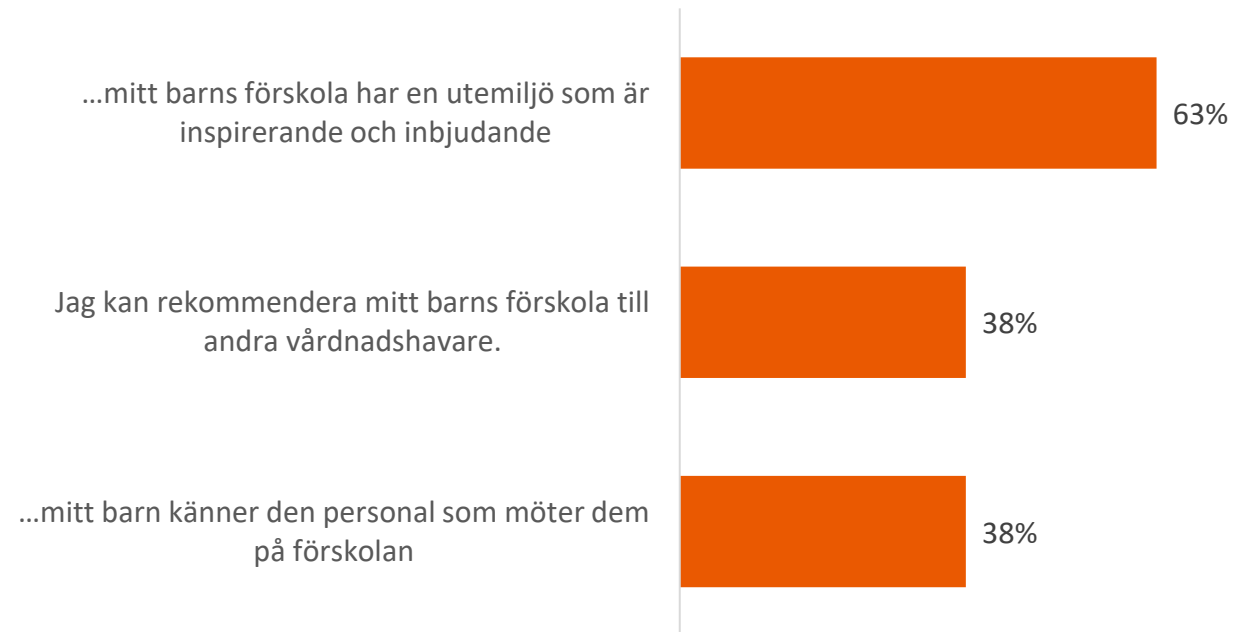 ...mitt barns förskola har en utemiljö som är
inspirerande och inbjudande
63%
Jag kan rekommendera mitt barns förskola till
andra vårdnadshavare.
38%
...mitt barn känner den personal som möter dem
på förskolan
38%